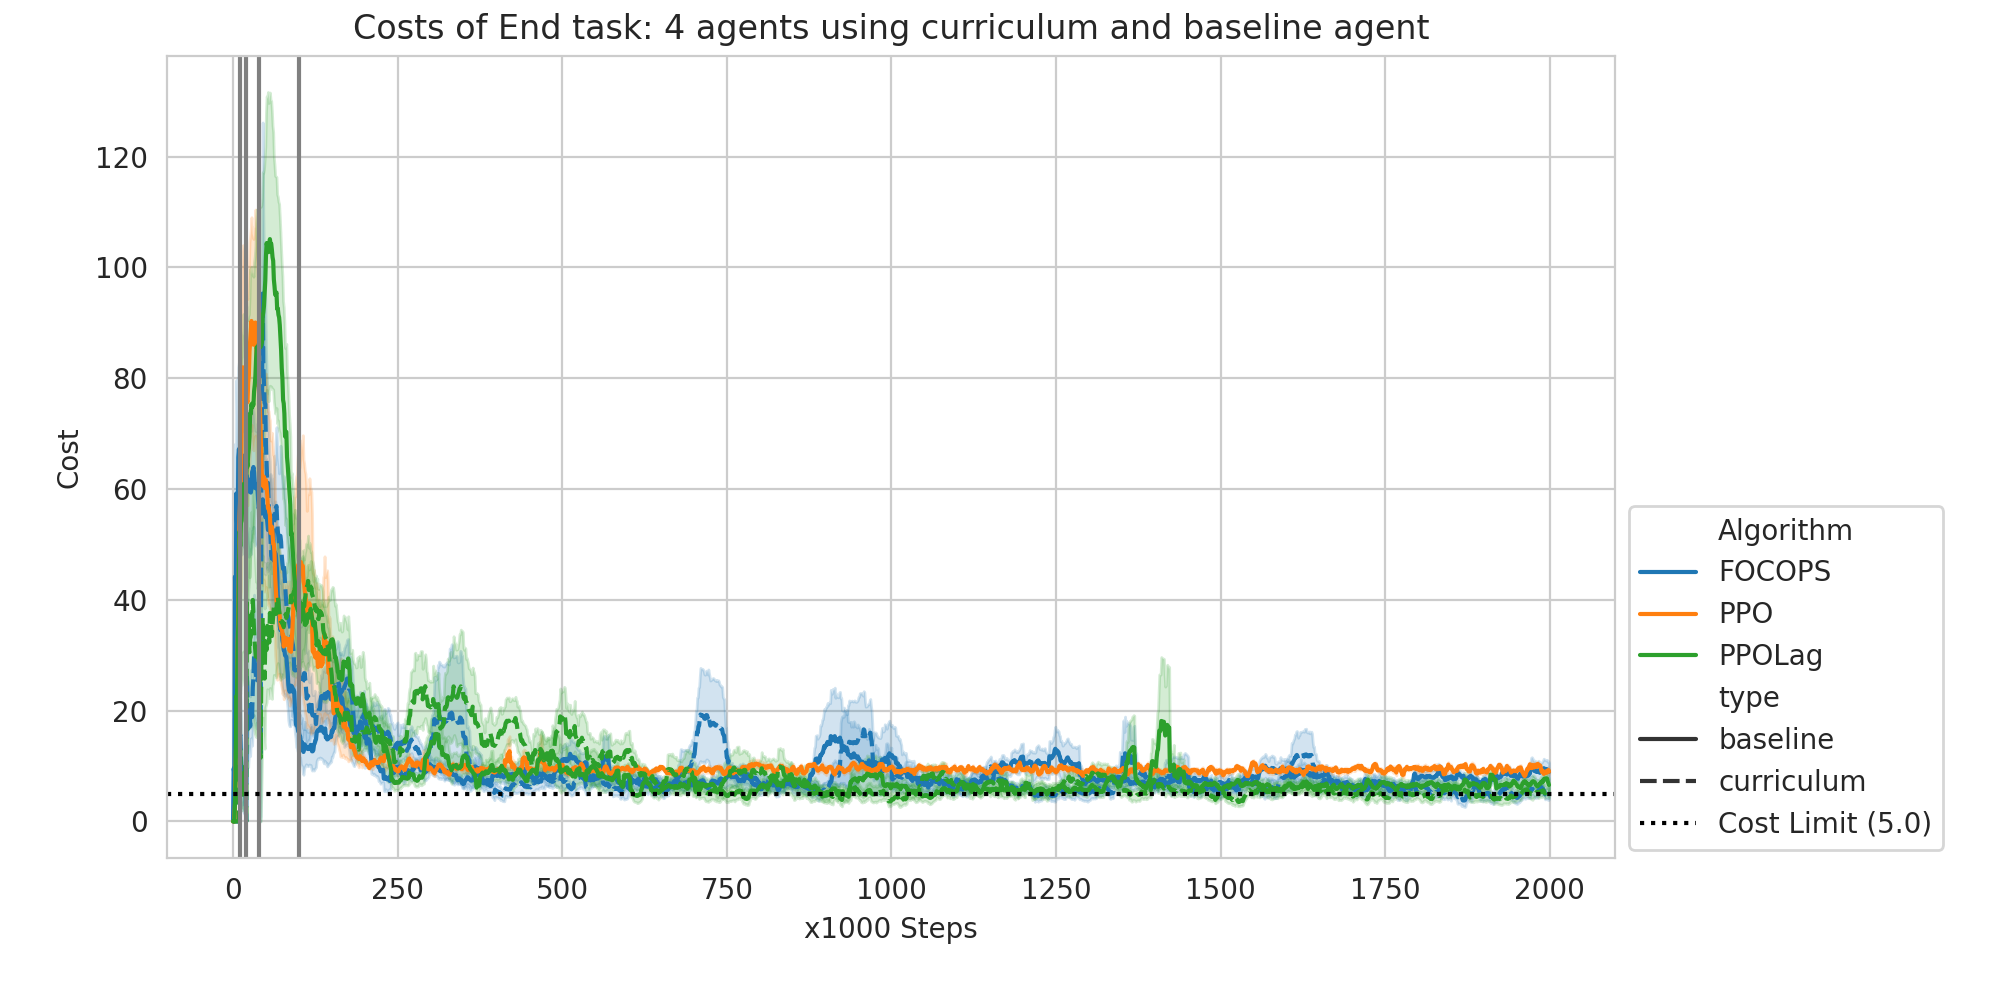 Costs of End task: 4 agents using curriculum and baseline agent
120
100
80
60
40
20
0
Cost
0 250 500 750 1000 1250 1500 1750 2000
x1000 Steps
Algorithm
FOCOPS
PPO
PPOLag
type
baseline
curriculum
Cost Limit (5.0)